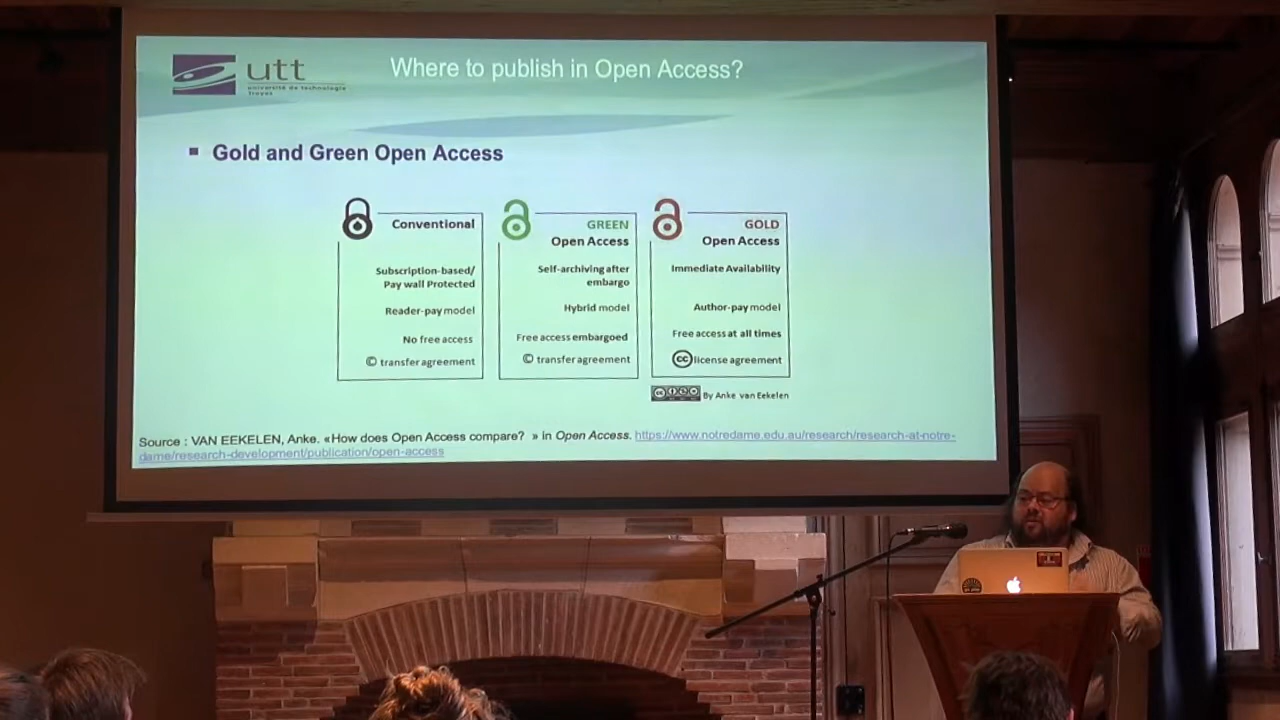 utt
université de technologie
Troyes
Where to publish in Open Access?
Gold and Green Open Access
Conventional
Subscription-based/
Pay wall Protected
Reader-pay model
No free access
© transfer agreement
GREEN
Open Access
Self-archiving after
embargo
Hybrid model
Free access embargoed
© transfer agreement
GOLD
Open Access
Immediate Availability
Author-pay model
Free access at all times
cc license agreement
By Anke van Eekelen
Source : VAN EEKELEN, Anke. «How does Open Access compare? » in Open Access. https://www.notredame.edu.au/research/research-at-notre-
dame/research-development/publication/open-access